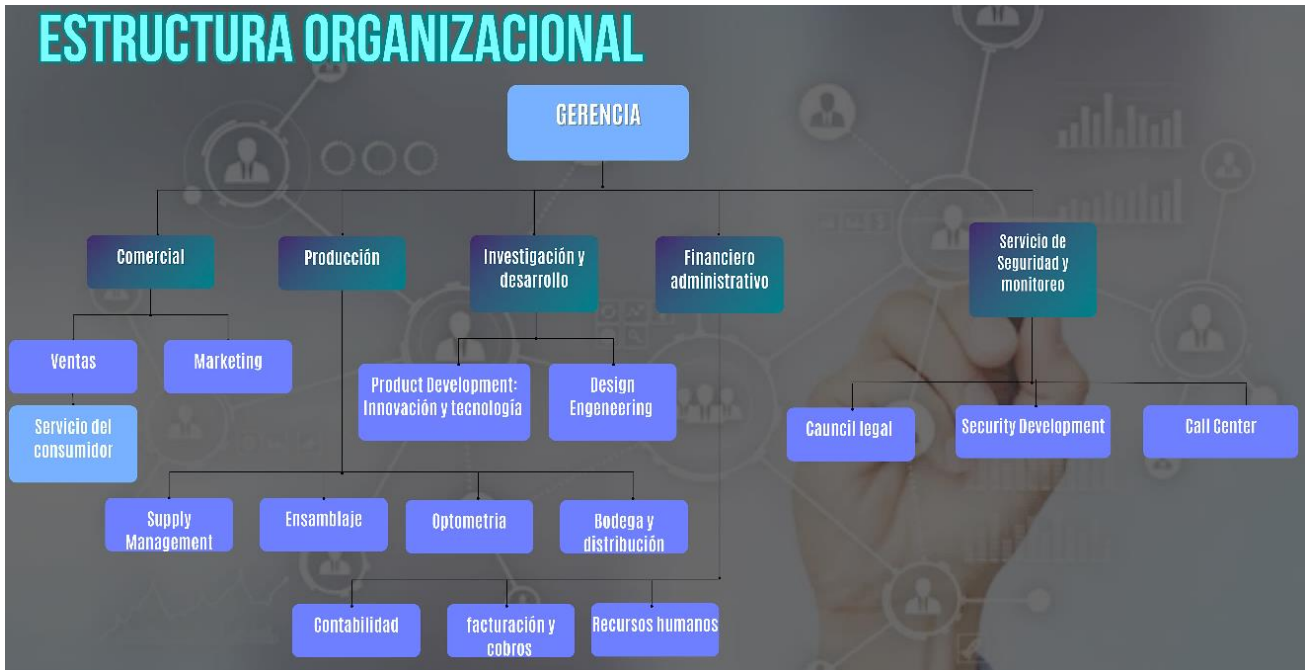 ESTRUCTURA ORGANIZACIONAL
GERENCIA
Comercial
Producción
Investigación y
desarrollo
Financiero
administrativo
Servicio de
Seguridad y
monitoreo
Ventas
Marketing
Product Development:
Innovación y tecnología
Design
Engeneering
Servicio del
consumidor
Cauncil legal
Security Development
Call Center
Supply
Management
Ensamblaje
Optometria
Bodega y
distribución
Contabilidad
facturación y
cobros
Recursos humanos